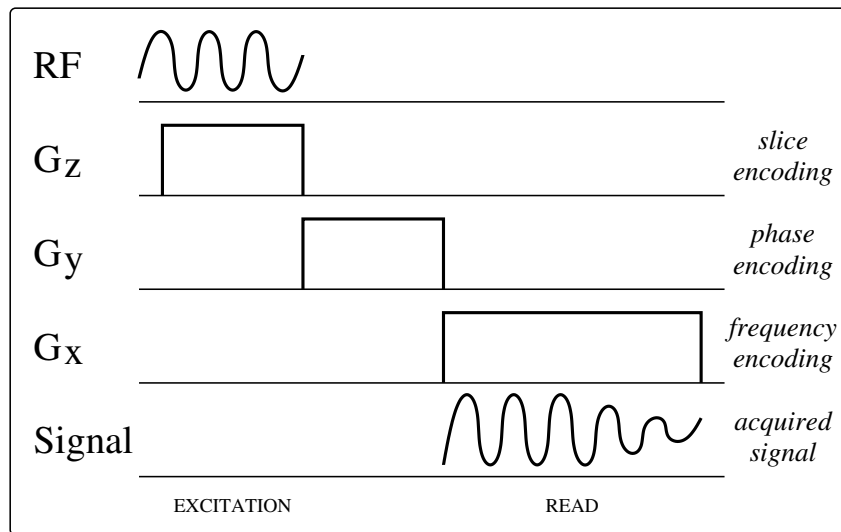 RF
Gz
slice
encoding
Gy
phase
encoding
Gx
frequency
encoding
Signal
acquired
signal
EXCITATION
READ